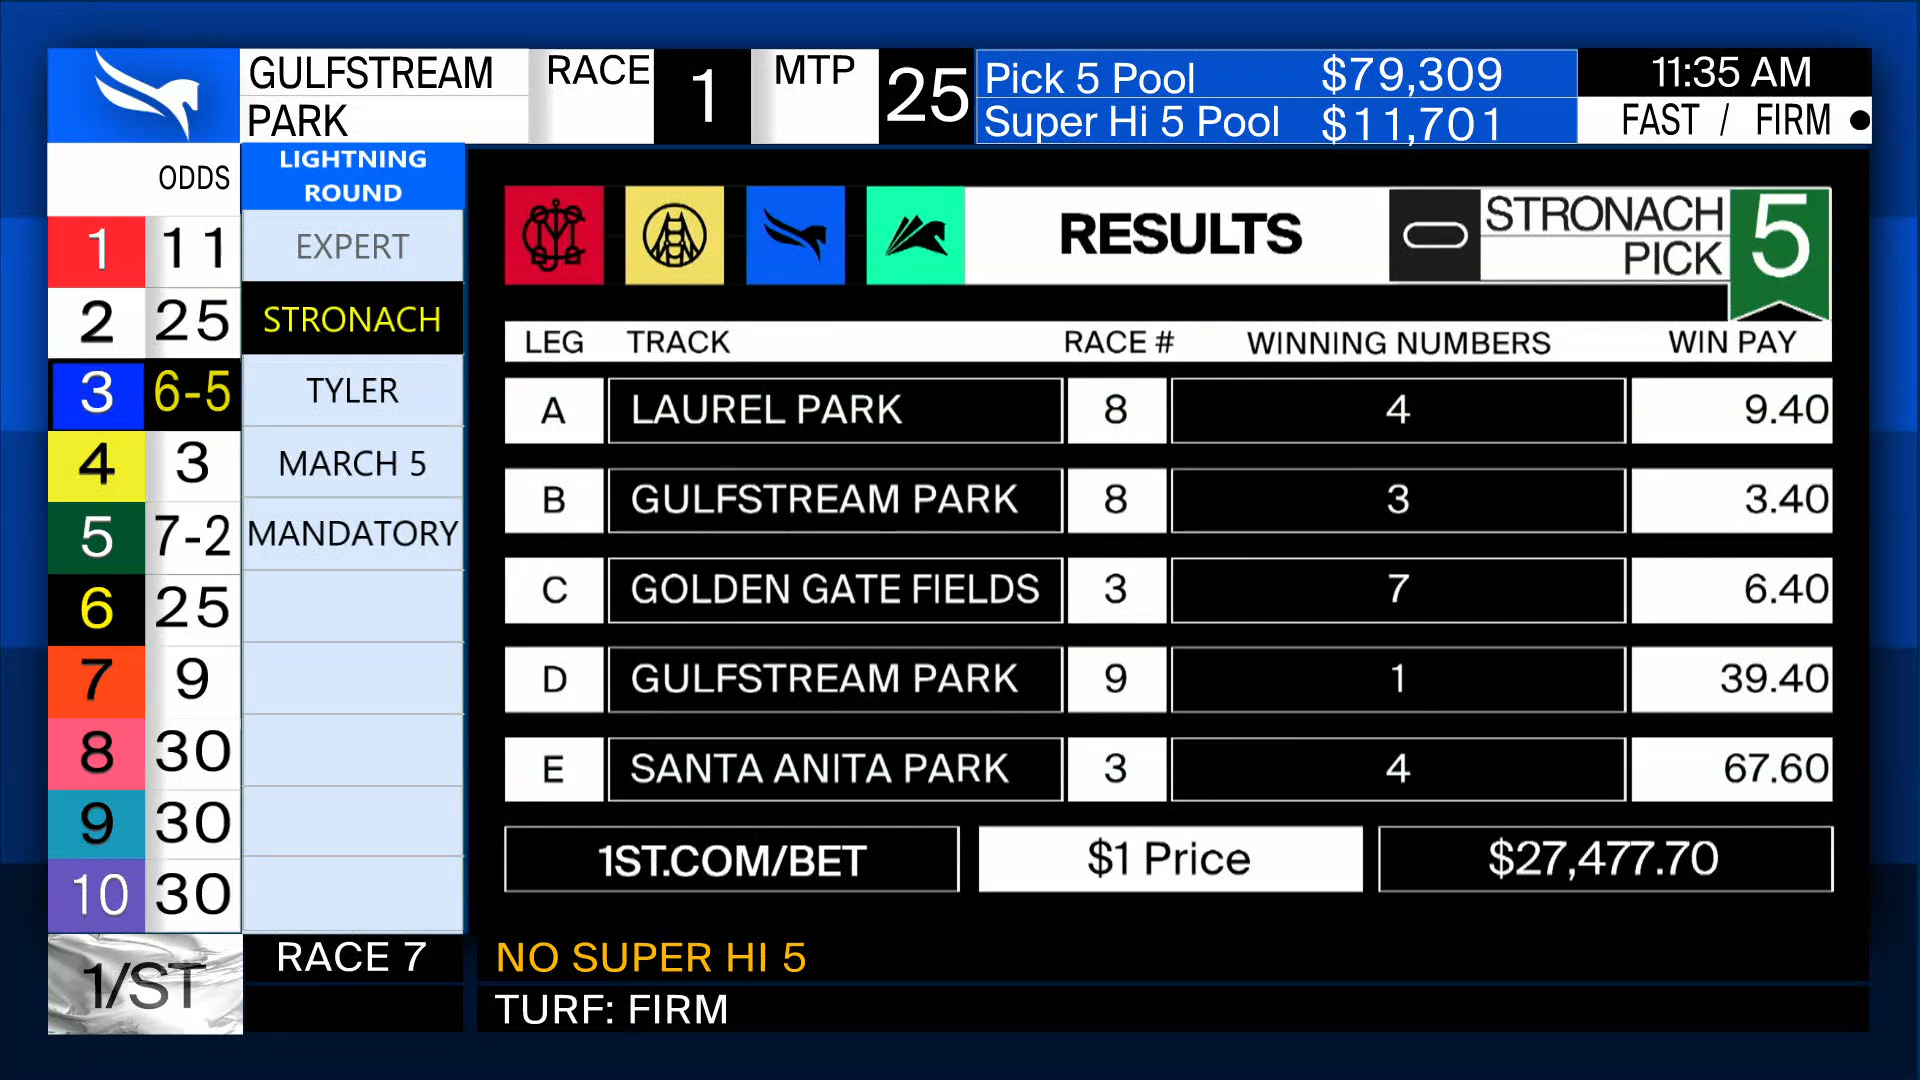 GULFSTREAM
PARK
RACE 1 MTP 25
Pick 5 Pool $79,309
Super Hi 5 Pool $11,701
11:35 AM
FAST / FIRM
ODDS
1 11
2 25
3 6-5
4 3
5 7-2
6 25
7 9
8 30
9 30
10 30
1/ST
LIGHTNING
ROUND
EXPERT
STRONACH
TYLER
MARCH 5
MANDATORY
RACE 7
RESULTS
STRONACH
PICK
5
LEG TRACK RACE # WINNING NUMBERS WIN PAY
A LAUREL PARK 8 4 9.40
B GULFSTREAM PARK 8 3 3.40
C GOLDEN GATE FIELDS 3 7 6.40
D GULFSTREAM PARK 9 1 39.40
E SANTA ANITA PARK 3 4 67.60
1ST.COM/BET $1 Price $27,477.70
NO SUPER HI 5
TURF: FIRM